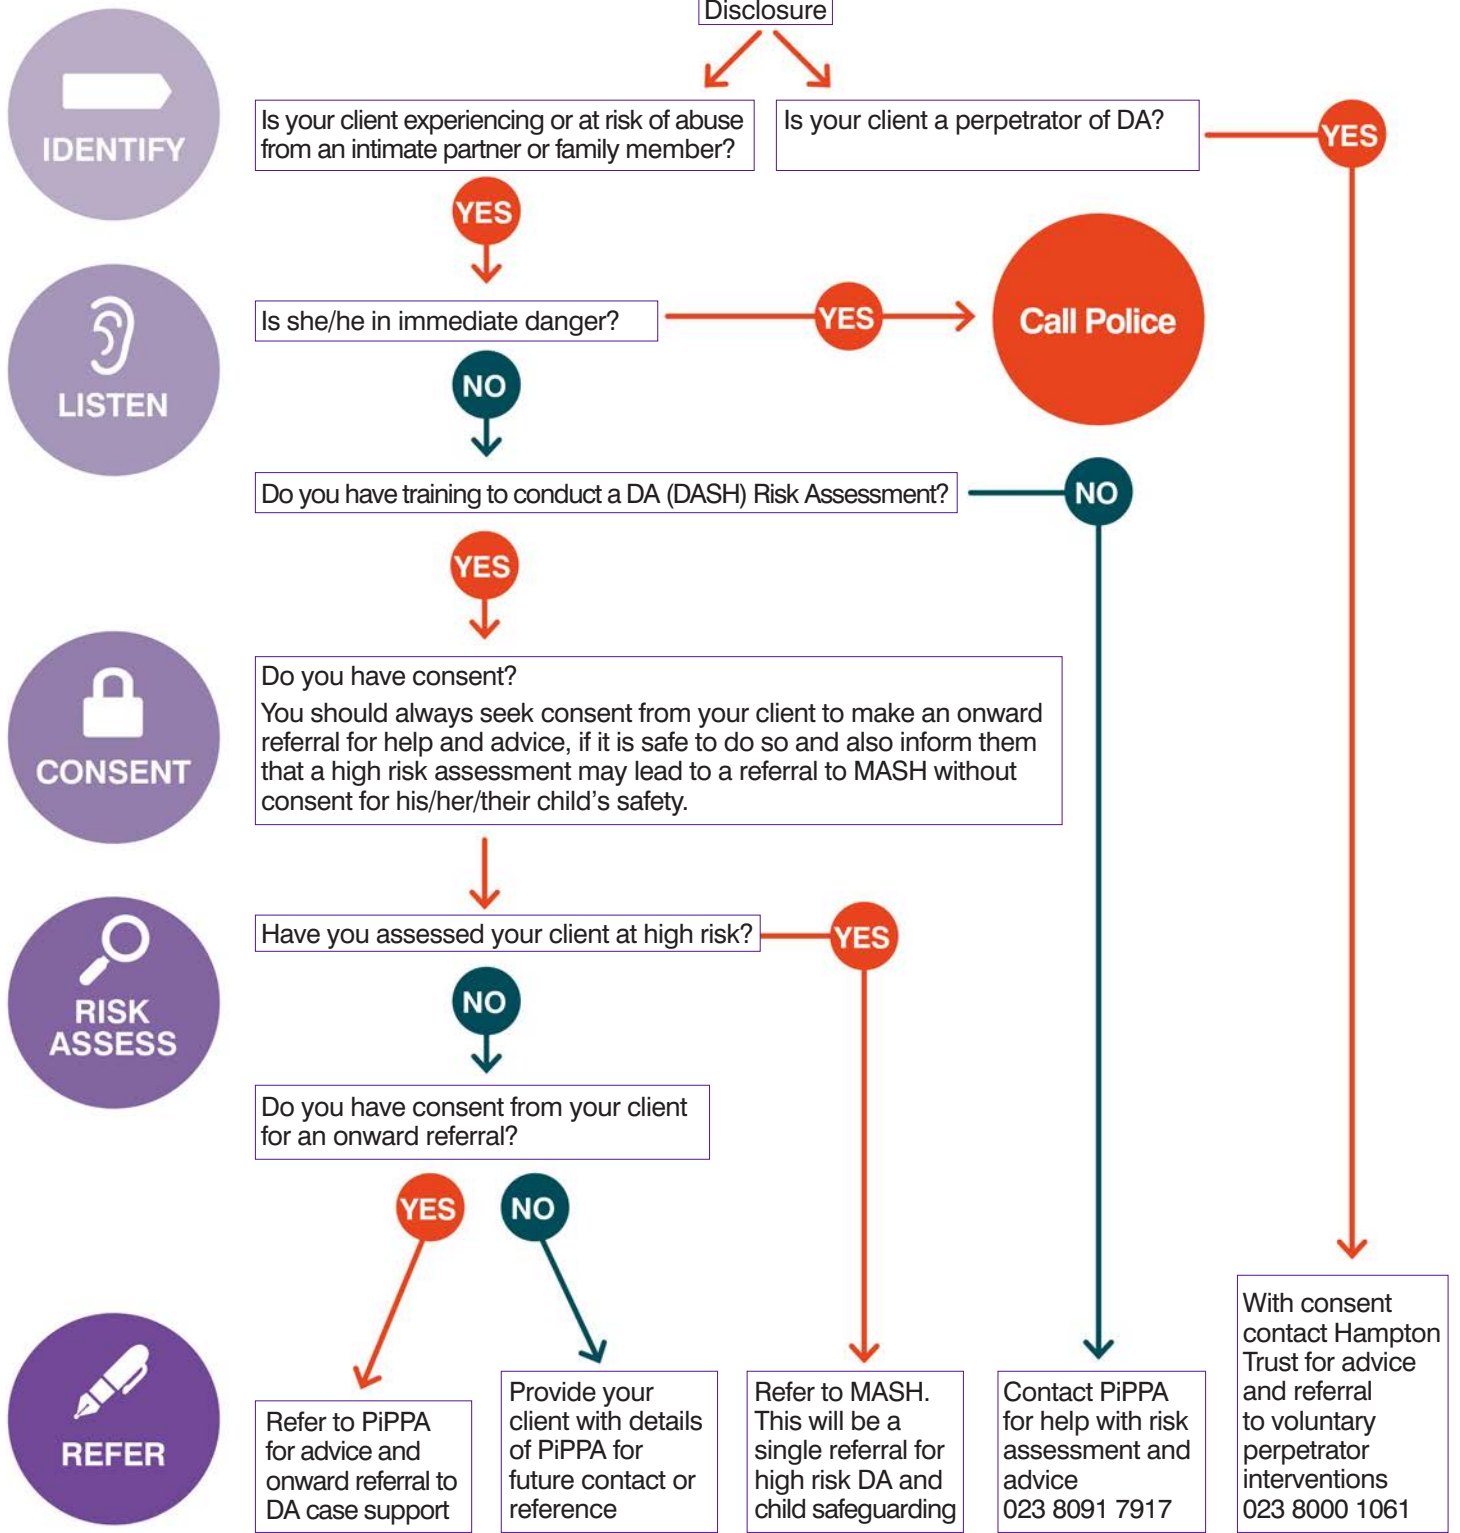 Disclosure
IDENTIFY
Is your client experiencing or at risk of abuse
from an intimate partner or family member?
Is your client a perpetrator of DA?
YES
YES
LISTEN
Is she/he in immediate danger?
YES
Call Police
NO
Do you have training to conduct a DA (DASH) Risk Assessment?
NO
YES
CONSENT
Do you have consent?
You should always seek consent from your client to make an onward
referral for help and advice, if it is safe to do so and also inform them
that a high risk assessment may lead to a referral to MASH without
consent for his/her/their child’s safety.
RISK
ASSESS
Have you assessed your client at high risk?
YES
NO
Do you have consent from your client
for an onward referral?
YES
NO
REFER
Refer to PiPPA
for advice and
onward referral to
DA case support
Provide your
client with details
of PiPPA for
future contact or
reference
Refer to MASH.
This will be a
single referral for
high risk DA and
child safeguarding
Contact PiPPA
for help with risk
assessment and
advice
023 8091 7917
With consent
contact Hampton
Trust for advice
and referral
to voluntary
perpetrator
interventions
023 8000 1061